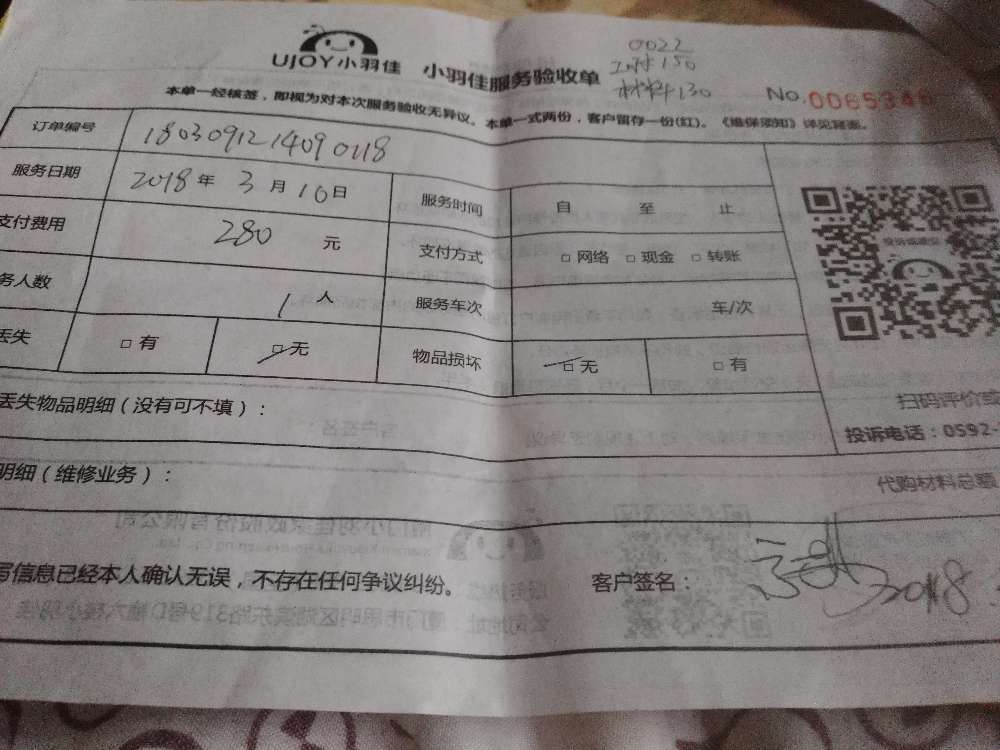 0022
工时150
材料130
UJOY小羽佳 小羽佳服务验收单
No.0065346
本单一经核签，即视为对本次服务验收无异议。本单一式两份，客户留存一份(红)。《维保须知》详见背面。
订单编号 1803091214090118
服务日期 2018年3月10日 服务时间 自 至 止
支付费用 280元 支付方式 □网络 □现金 □转账
务人数 1人 服务车次 车/次
丢失 □有 □无 物品损坏 □无 □有
扫码评价或
丢失物品明细（没有可不填）：
投诉电话：0592-
明细（维修业务）：
代购材料总额
写信息已经本人确认无误，不存在任何争议纠纷。 客户签名： 2018